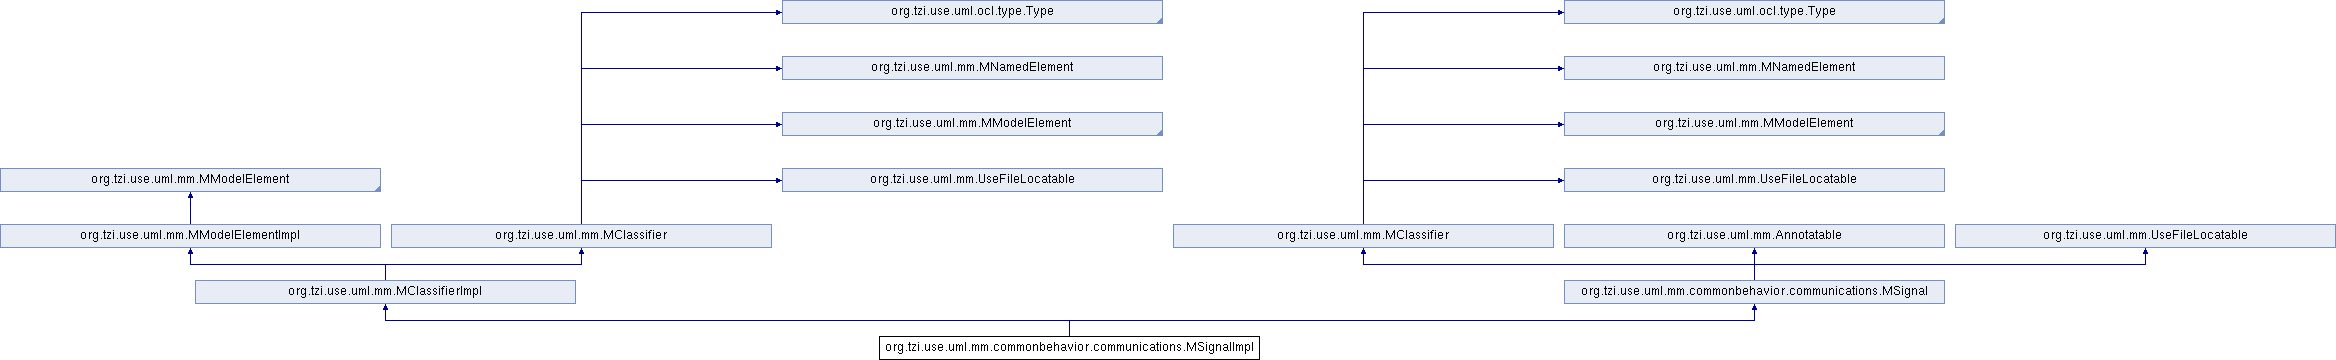 org.tzi.use.uml.ocl.type.Type
org.tzi.use.uml.ocl.type.Type
org.tzi.use.uml.mm.MNamedElement
org.tzi.use.uml.mm.MNamedElement
org.tzi.use.uml.mm.MModelElement
org.tzi.use.uml.mm.MModelElement
org.tzi.use.uml.mm.MModelElement
org.tzi.use.uml.mm.UseFileLocatable
org.tzi.use.uml.mm.UseFileLocatable
org.tzi.use.uml.mm.MModelElementImpl
org.tzi.use.uml.mm.MClassifier
org.tzi.use.uml.mm.MClassifier
org.tzi.use.uml.mm.Annotatable
org.tzi.use.uml.mm.UseFileLocatable
org.tzi.use.uml.mm.MClassifierImpl
org.tzi.use.uml.mm.commonbehavior.communications.MSignal
org.tzi.use.uml.mm.commonbehavior.communications.MSignalImpl